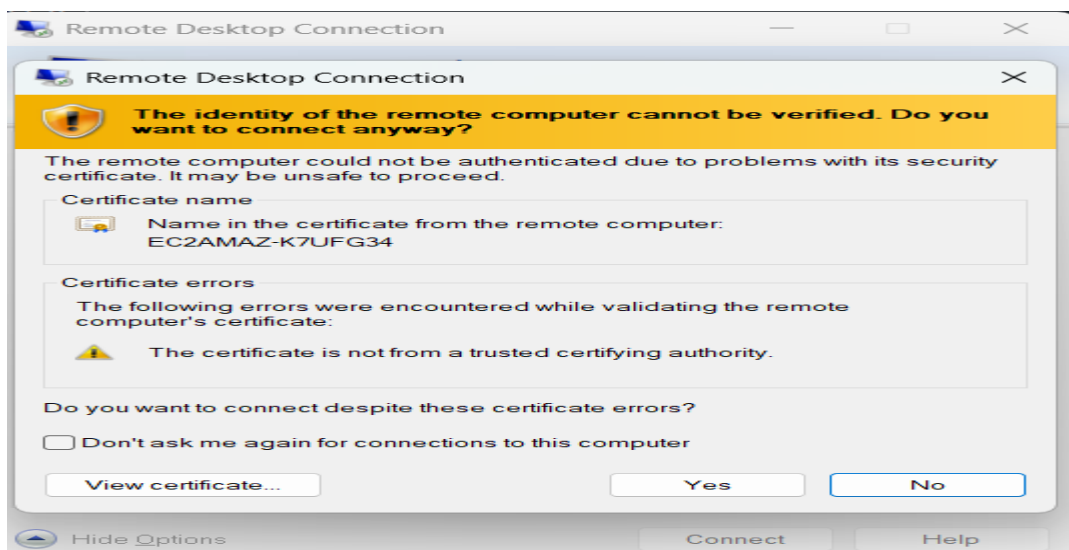 Remote Desktop Connection
Remote Desktop Connection
The identity of the remote computer cannot be verified. Do you
want to connect anyway?
The remote computer could not be authenticated due to problems with its security
certificate. It may be unsafe to proceed.
Certificate name
Name in the certificate from the remote computer:
EC2AMAZ-K7UFG34
Certificate errors
The following errors were encountered while validating the remote
computer's certificate:
The certificate is not from a trusted certifying authority.
Do you want to connect despite these certificate errors?
Don't ask me again for connections to this computer
View certificate... Yes No
Hide Options Connect Help